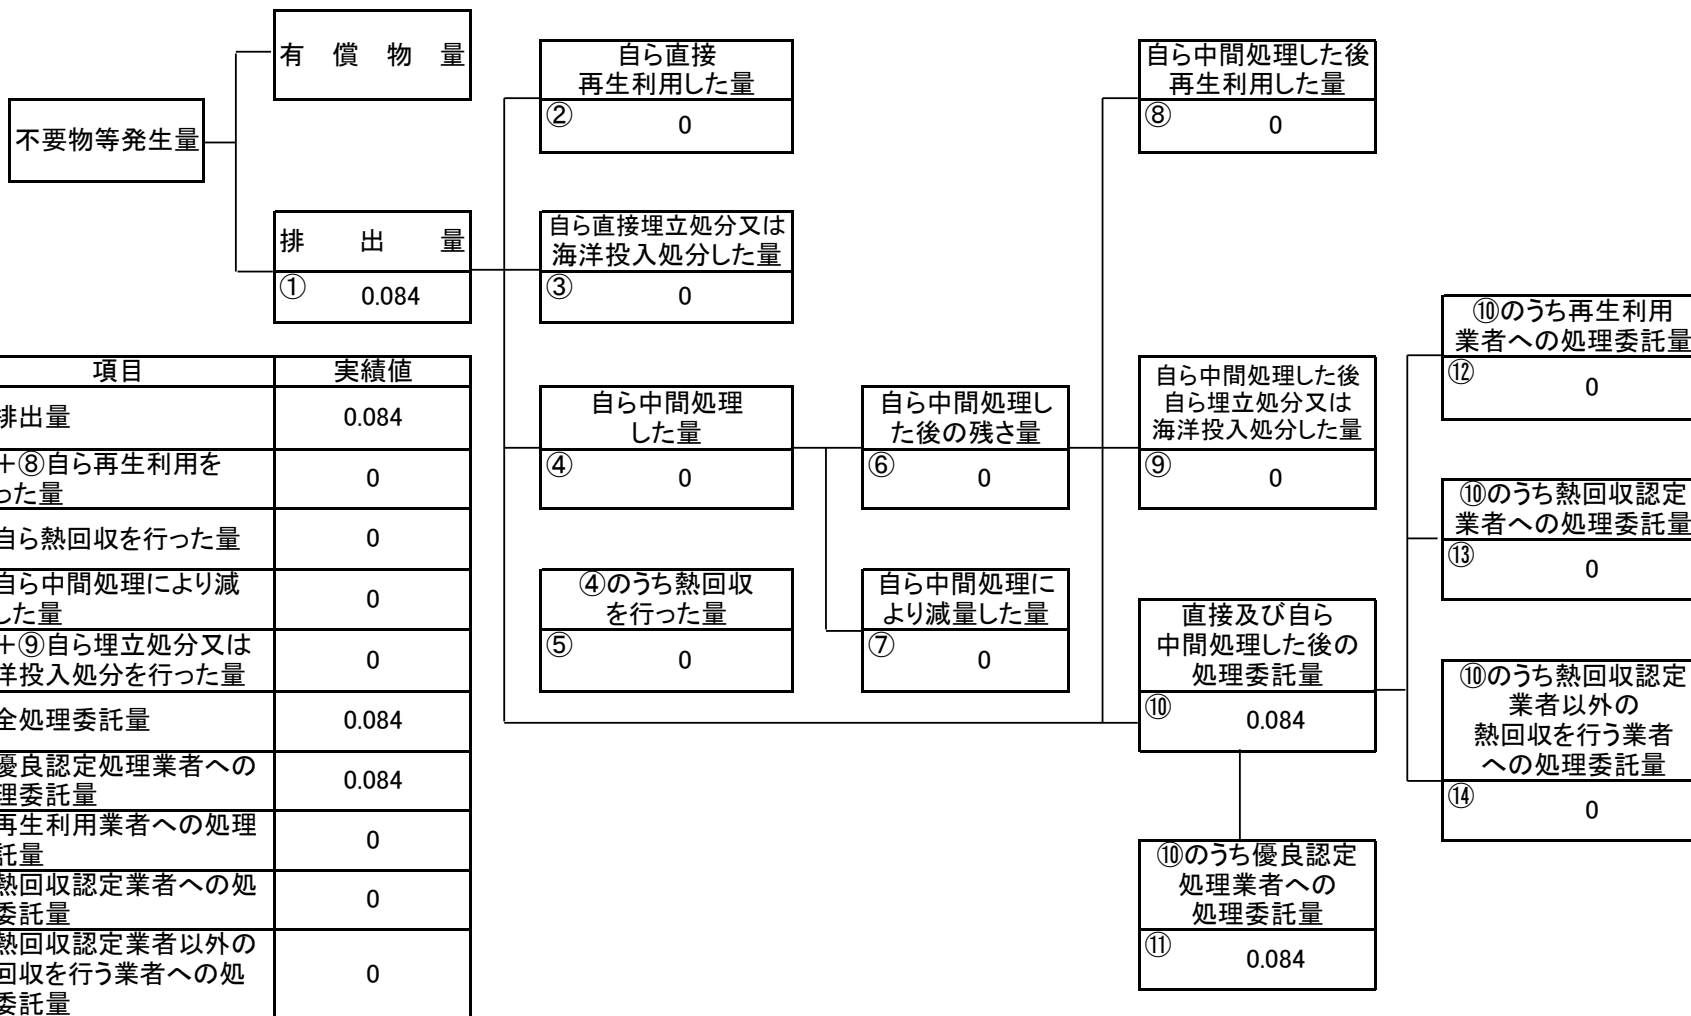 有 償 物 量
不要物等発生量
排 出 量
① 0.084
自ら直接
再生利用した量
② 0
自ら直接埋立処分又は
海洋投入処分した量
③ 0
自ら中間処理
した量
④ 0
④のうち熱回収
を行った量
⑤ 0
自ら中間処理し
た後の残さ量
⑥ 0
自ら中間処理に
より減量した量
⑦ 0
自ら中間処理した後
再生利用した量
⑧ 0
自ら中間処理した後
自ら埋立処分又は
海洋投入処分した量
⑨ 0
直接及び自ら
中間処理した後の
処理委託量
⑩ 0.084
⑩のうち優良認定
処理業者への
処理委託量
⑪ 0.084
⑩のうち再生利用
業者への処理委託量
⑫ 0
⑩のうち熱回収認定
業者への処理委託量
⑬ 0
⑩のうち熱回収認定
業者以外の
熱回収を行う業者
への処理委託量
⑭ 0
項目 実績値
排出量 0.084
+⑧自ら再生利用を
った量 0
自ら熱回収を行った量 0
自ら中間処理により減
した量 0
+⑨自ら埋立処分又は
洋投入処分を行った量 0
全処理委託量 0.084
優良認定処理業者への
理委託量 0.084
再生利用業者への処理
託量 0
熱回収認定業者への処
委託量 0
熱回収認定業者以外の
回収を行う業者への処
委託量 0